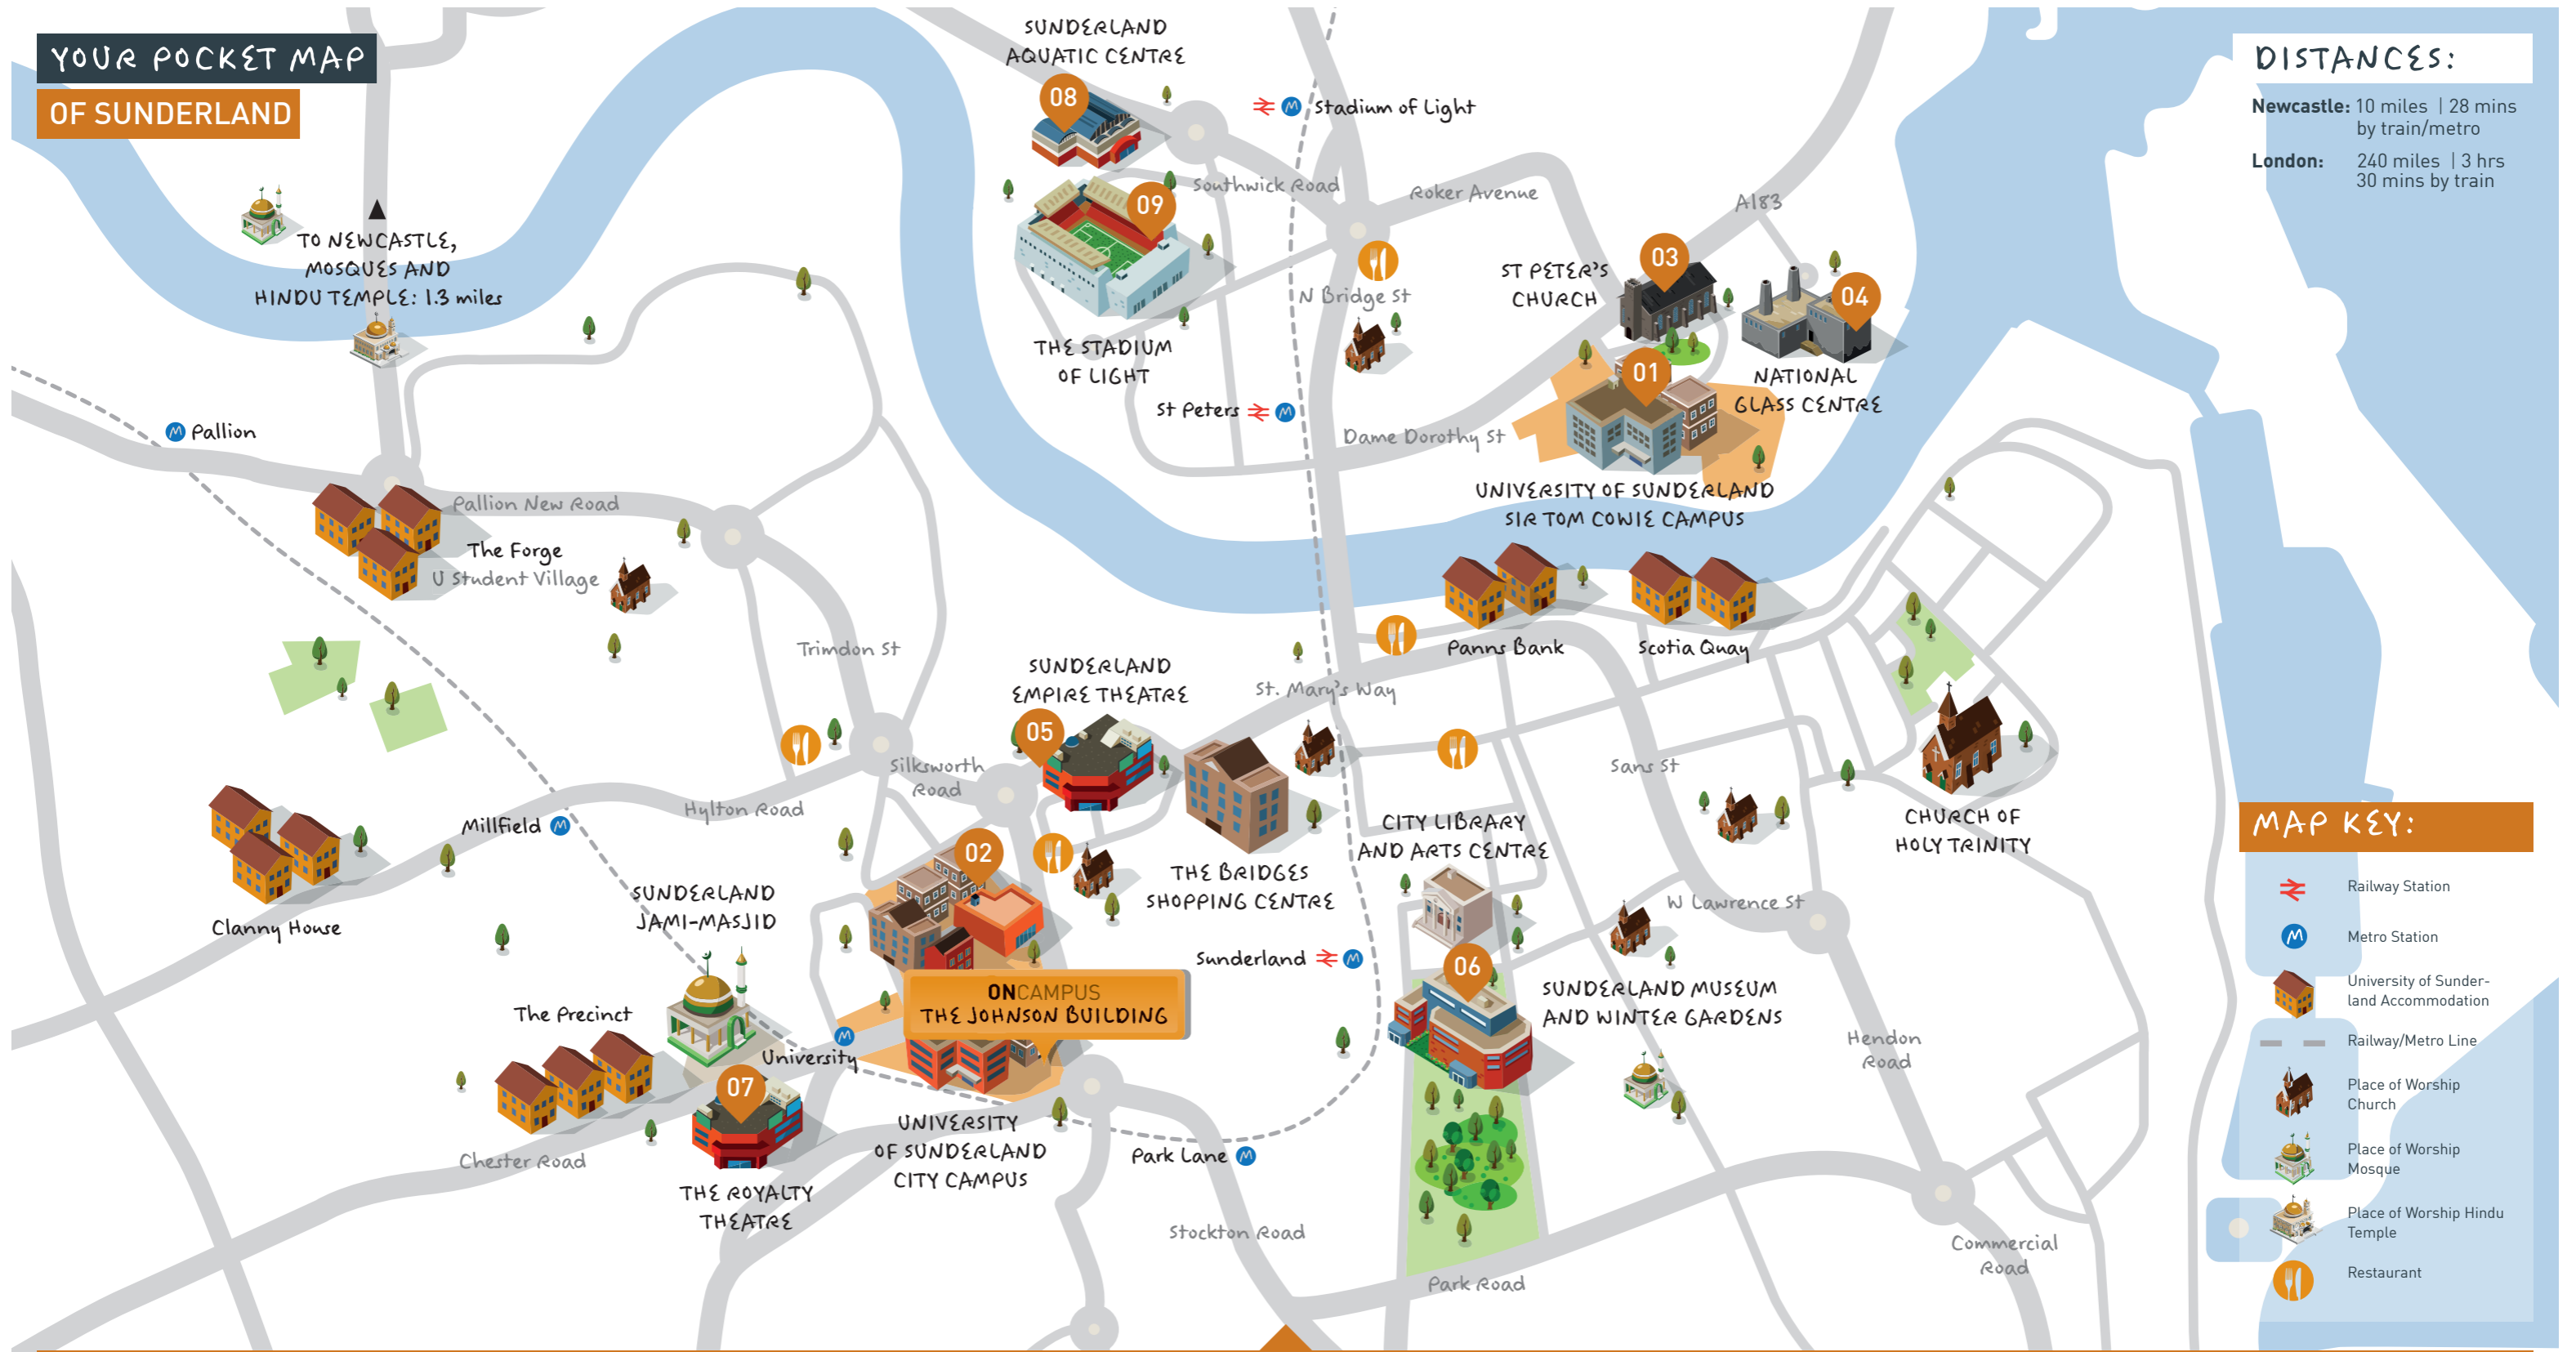 YOUR POCKET MAP
OF SUNDERLAND
SUNDERLAND
AQUATIC CENTRE
08
Stadium of Light
DISTANCES:
Newcastle: 10 miles | 28 mins
by train/metro
London: 240 miles | 3 hrs
30 mins by train
Southwick Road
Roker Avenue
A183
09
TO NEWCASTLE,
MOSQUES AND
HINDU TEMPLE: 1.3 miles
N Bridge St
ST PETER'S
CHURCH
03
04
THE STADIUM
OF LIGHT
01
NATIONAL
GLASS CENTRE
St Peters
Dame Dorothy St
Pallion
UNIVERSITY OF SUNDERLAND
SIR TOM COWIE CAMPUS
Pallion New Road
The Forge
U Student Village
Trimdon St
Panns Bank
Scotia Quay
SUNDERLAND
EMPIRE THEATRE
St. Mary's Way
05
Silksworth
Road
Sans St
Hylton Road
Millfield
CITY LIBRARY
AND ARTS CENTRE
CHURCH OF
HOLY TRINITY
02
THE BRIDGES
SHOPPING CENTRE
SUNDERLAND
JAMI-MASJID
Clanny House
W Lawrence St
Sunderland
06
SUNDERLAND MUSEUM
AND WINTER GARDENS
ONCAMPUS
THE JOHNSON BUILDING
The Precinct
University
Hendon
Road
07
UNIVERSITY
OF SUNDERLAND
CITY CAMPUS
Park Lane
Chester Road
THE ROYALTY
THEATRE
Stockton Road
Park Road
Commercial
Road
MAP KEY:
M
Railway Station
Metro Station
University of Sunder-
land Accommodation
Railway/Metro Line
Place of Worship
Church
Place of Worship
Mosque
Place of Worship Hindu
Temple
Restaurant